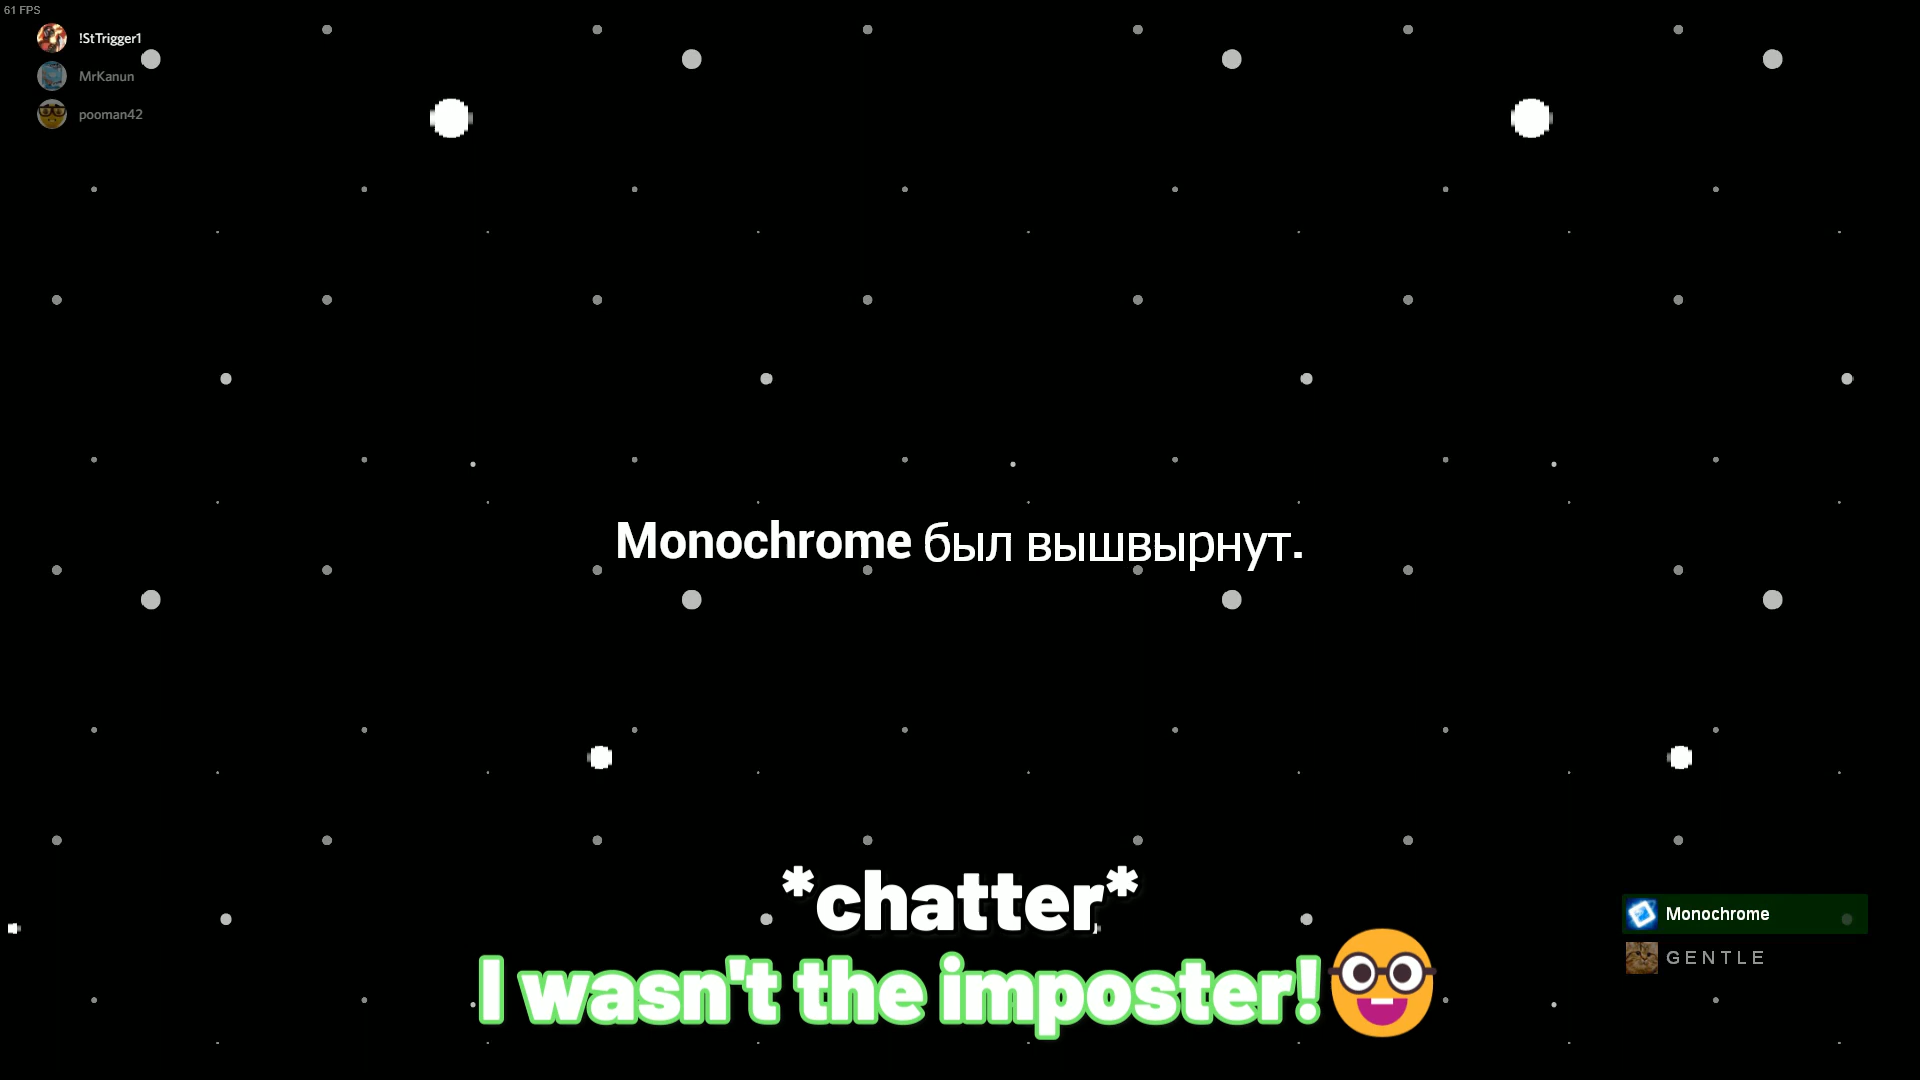 61 FPS
!StTrigger1
MrKanun
pooman42
Monochrome был вышвырнут.
*chatter*
I wasn't the imposter!🤓
Monochrome
GENTLE